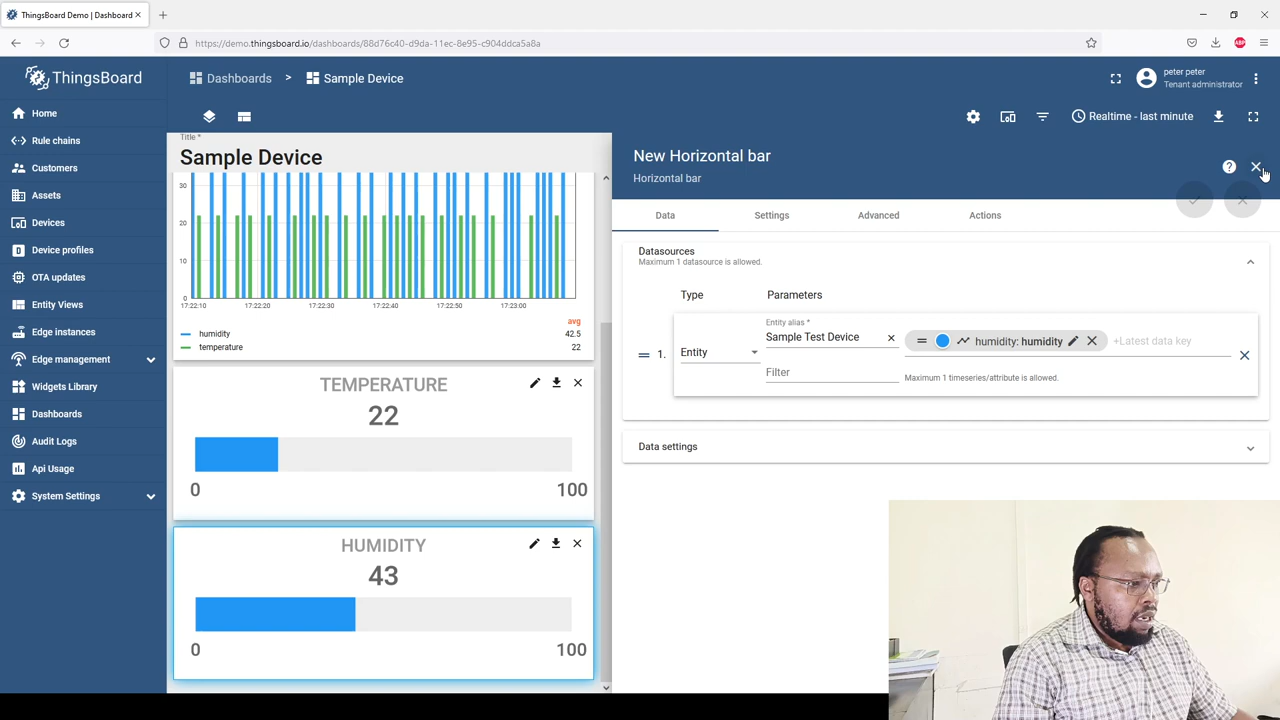 ThingsBoard Demo | Dashboard
https://demo.thingsboard.io/dashboards/88d76c40-d9da-11ec-8e95-c904ddca5a8a
ABP
ThingsBoard
Dashboards > Sample Device
peter peter
Tenant administrator
Realtime - last minute
Home
Rule chains
Customers
Assets
Devices
Device profiles
OTA updates
Entity Views
Edge instances
Edge management
Widgets Library
Dashboards
Audit Logs
Api Usage
System Settings
Title *
Sample Device
30
20
10
0
17:22:10 17:22:20 17:22:30 17:22:40 17:22:50 17:23:00
avg
humidity 42.5
temperature 22
TEMPERATURE
22
0 100
HUMIDITY
43
0 100
New Horizontal bar
Horizontal bar
Data Settings Advanced Actions
Datasources
Maximum 1 datasource is allowed.
Type Parameters
1. Entity
Entity alias *
Sample Test Device
Filter
humidity: humidity
+Latest data key
Maximum 1 timeseries/attribute is allowed.
Data settings